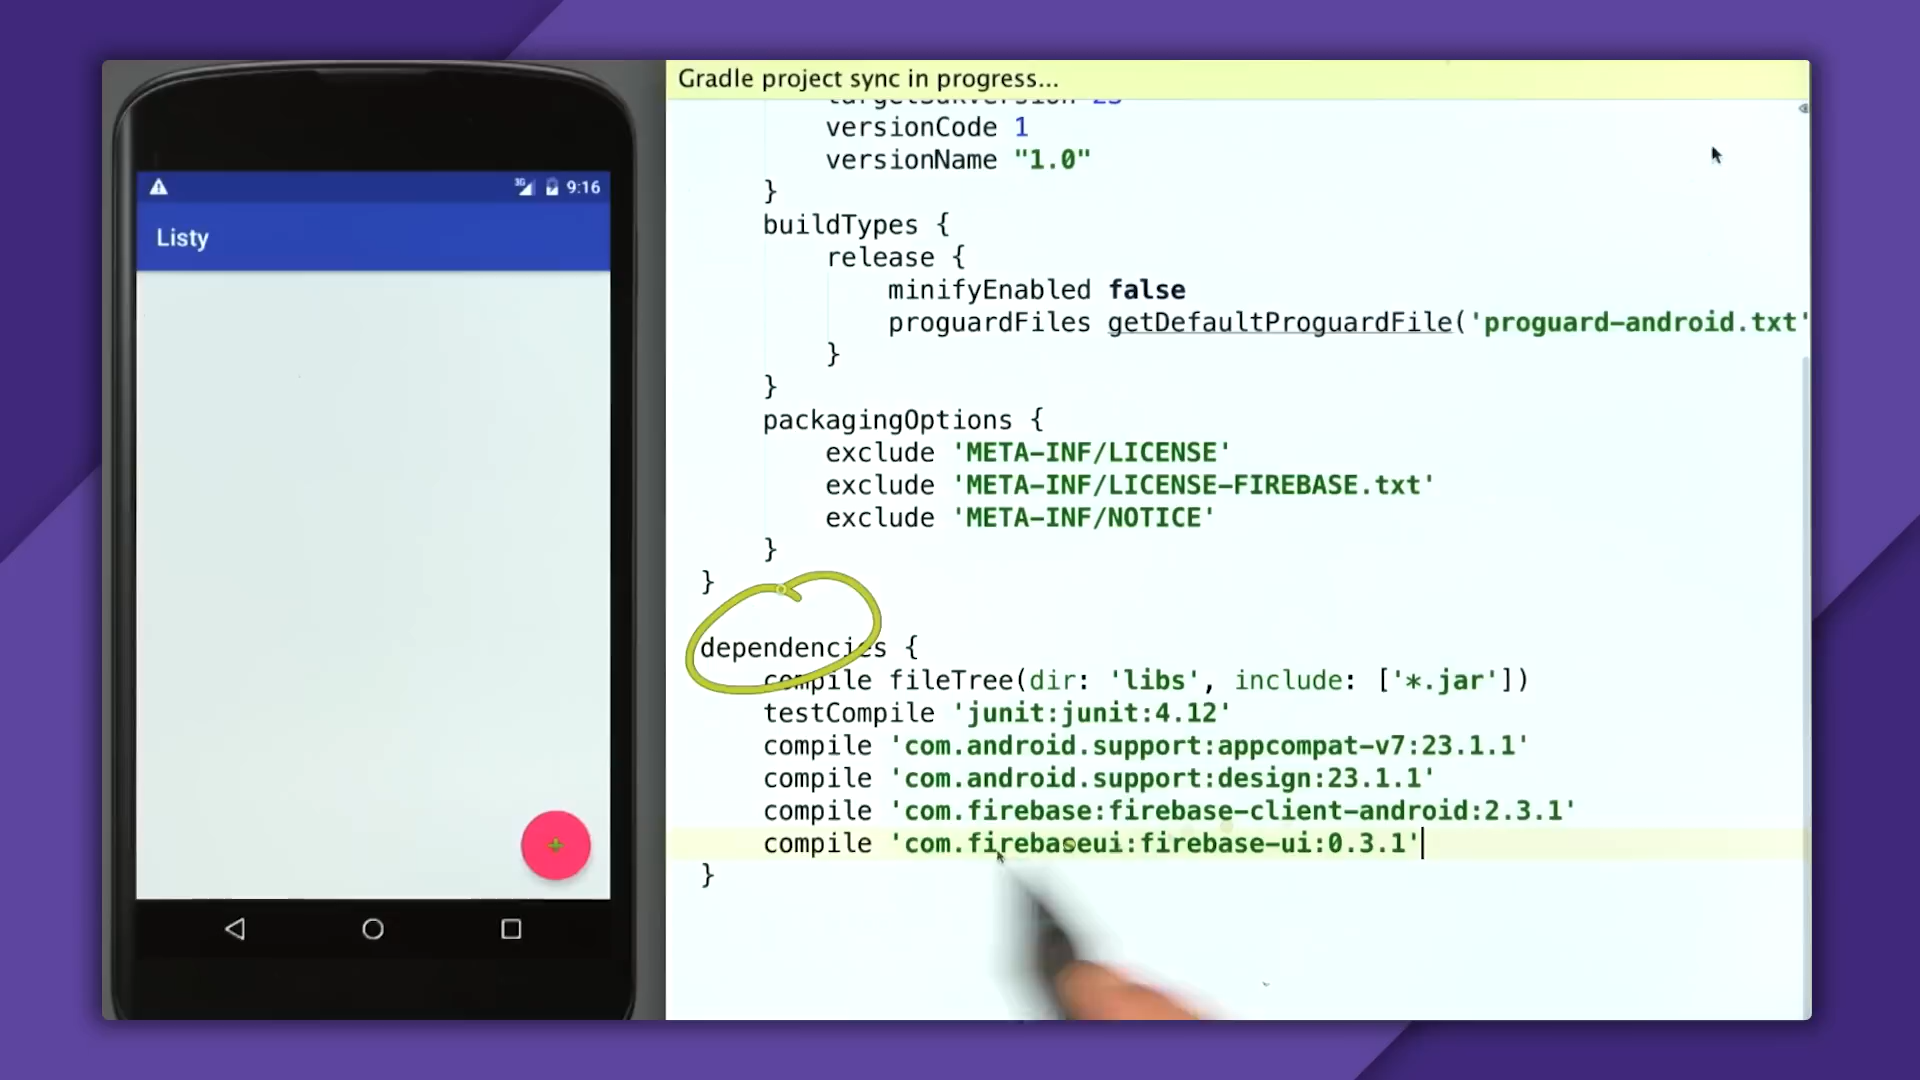 Gradle project sync in progress...
versionCode 1
versionName "1.0"
}
buildTypes {
release {
minifyEnabled false
proguardFiles getDefaultProguardFile('proguard-android.txt'
}
}
packagingOptions {
exclude 'META-INF/LICENSE'
exclude 'META-INF/LICENSE-FIREBASE.txt'
exclude 'META-INF/NOTICE'
}
}
dependencies {
compile fileTree(dir: 'libs', include: ['*.jar'])
testCompile 'junit:junit:4.12'
compile 'com.android.support:appcompat-v7:23.1.1'
compile 'com.android.support:design:23.1.1'
compile 'com.firebase:firebase-client-android:2.3.1'
compile 'com.firebaseui:firebase-ui:0.3.1'
}
3G 9:16
Listy
+